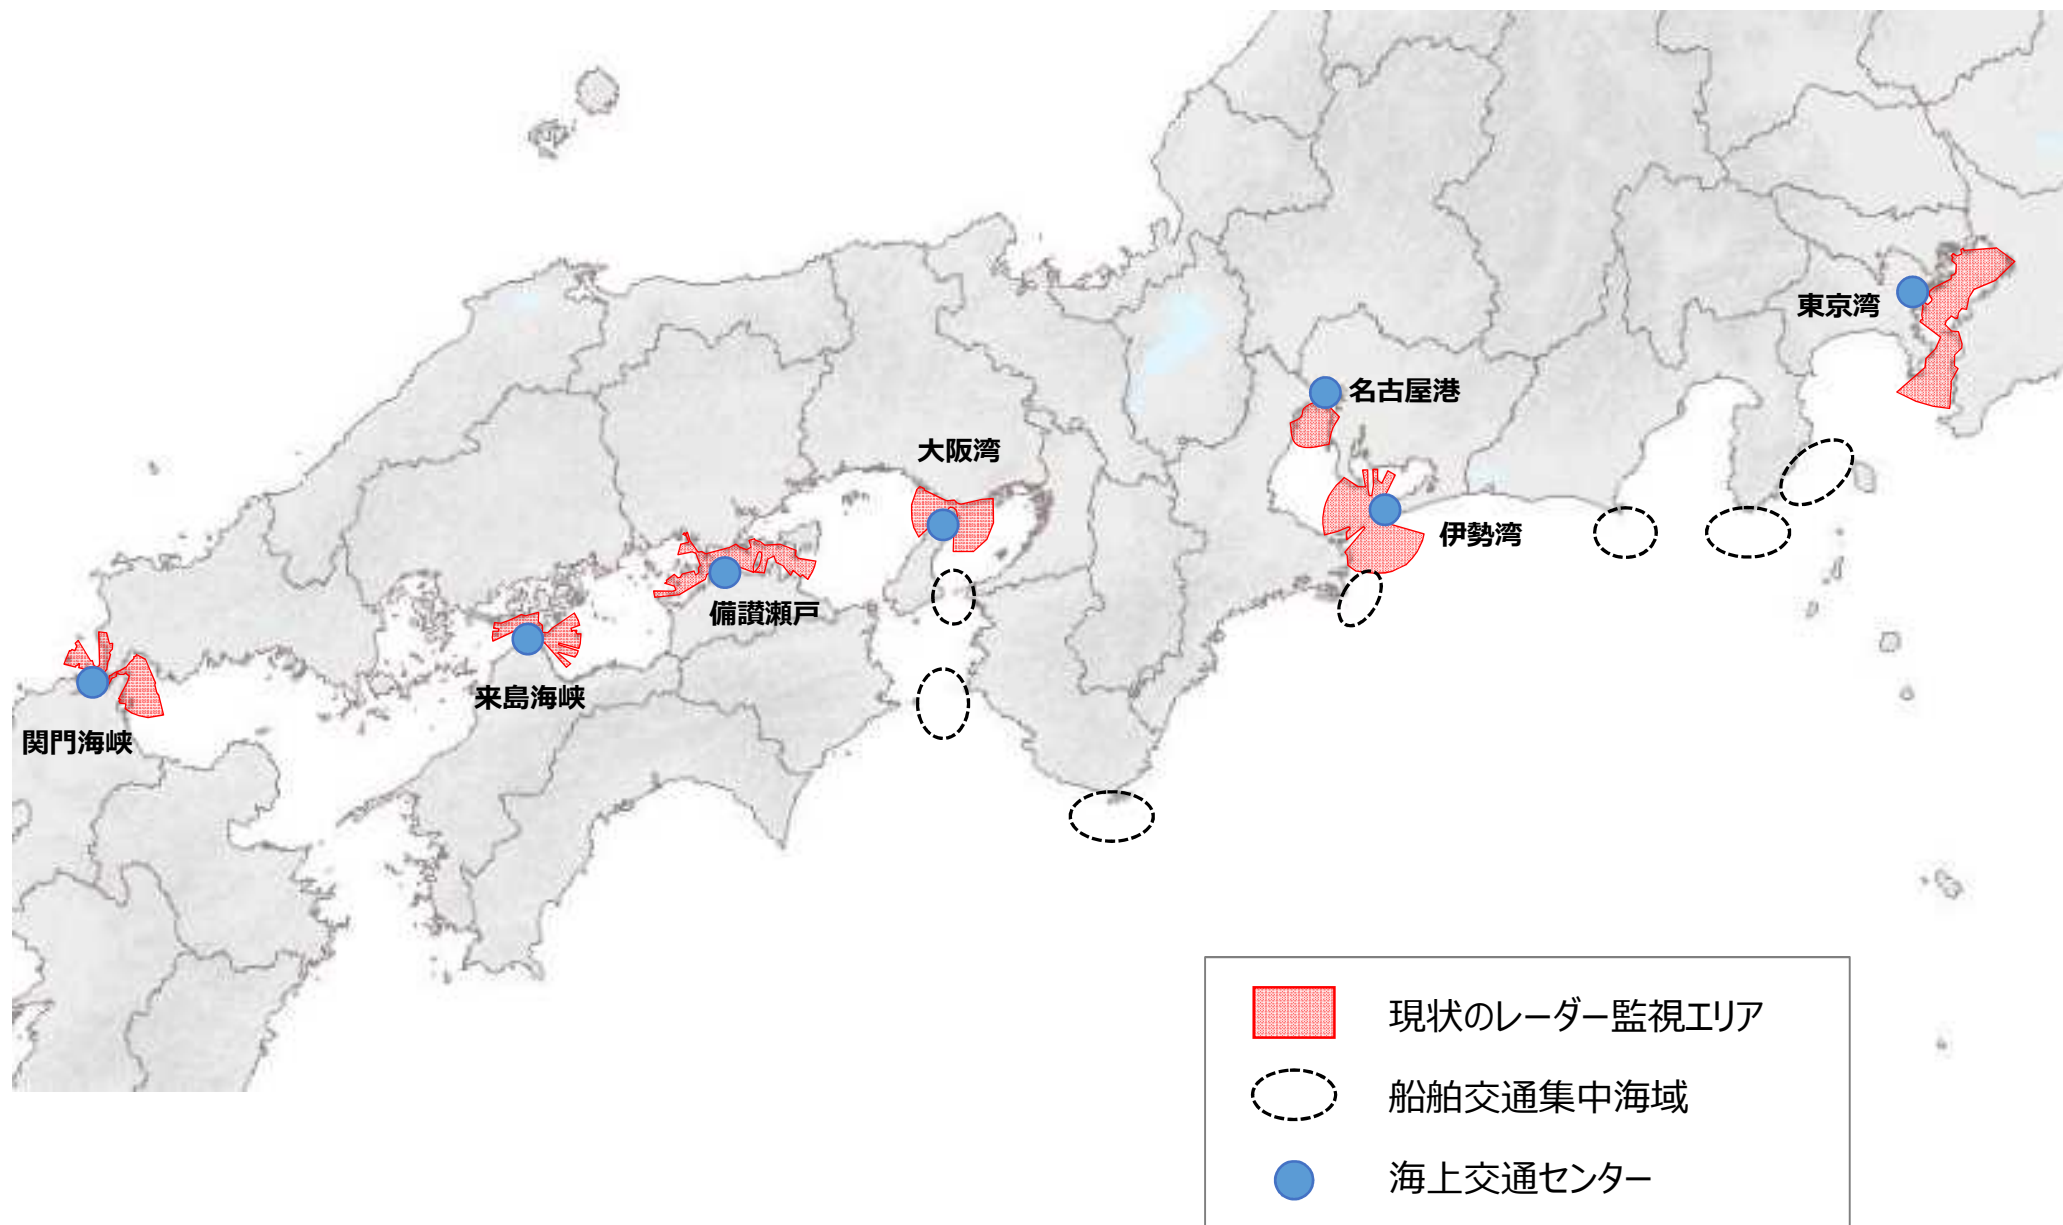 東京湾
名古屋港
大阪湾
伊勢湾
備讃瀬戸
来島海峡
関門海峡
現状のレーダー監視エリア
船舶交通集中海域
海上交通センター